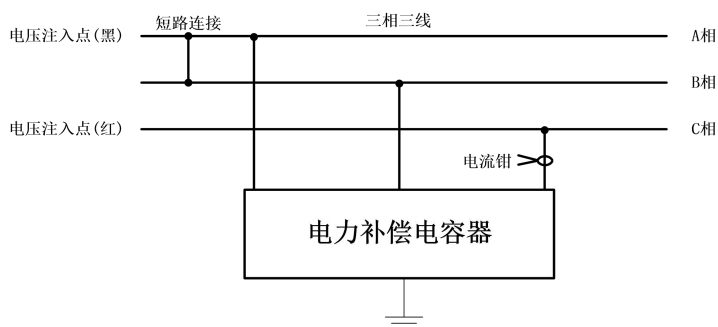 短路连接
三相三线
电压注入点(黑)
A相
B相
电压注入点(红)
C相
电流钳
电力补偿电容器